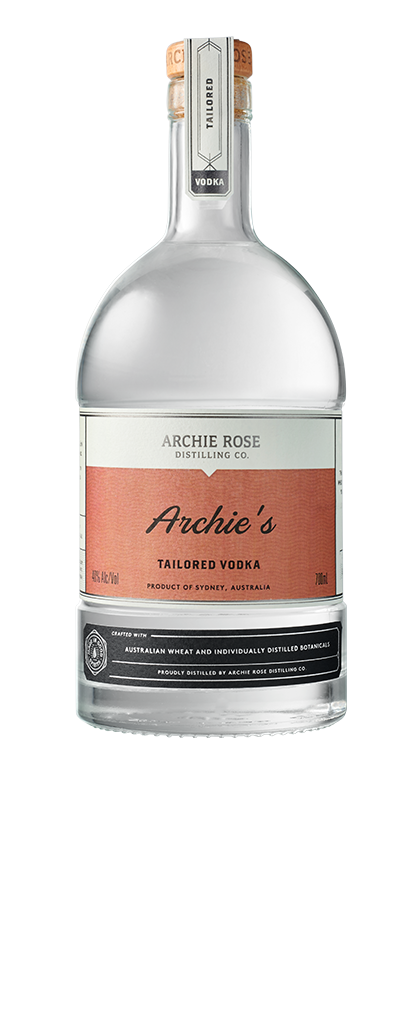 TAILORED
VODKA
ARCHIE ROSE
DISTILLING CO.
Archie's
TAILORED VODKA
40% Alc/Vol
700mL
PRODUCT OF SYDNEY, AUSTRALIA
CRAFTED WITH
AUSTRALIAN WHEAT AND INDIVIDUALLY DISTILLED BOTANICALS
PROUDLY DISTILLED BY ARCHIE ROSE DISTILLING CO.